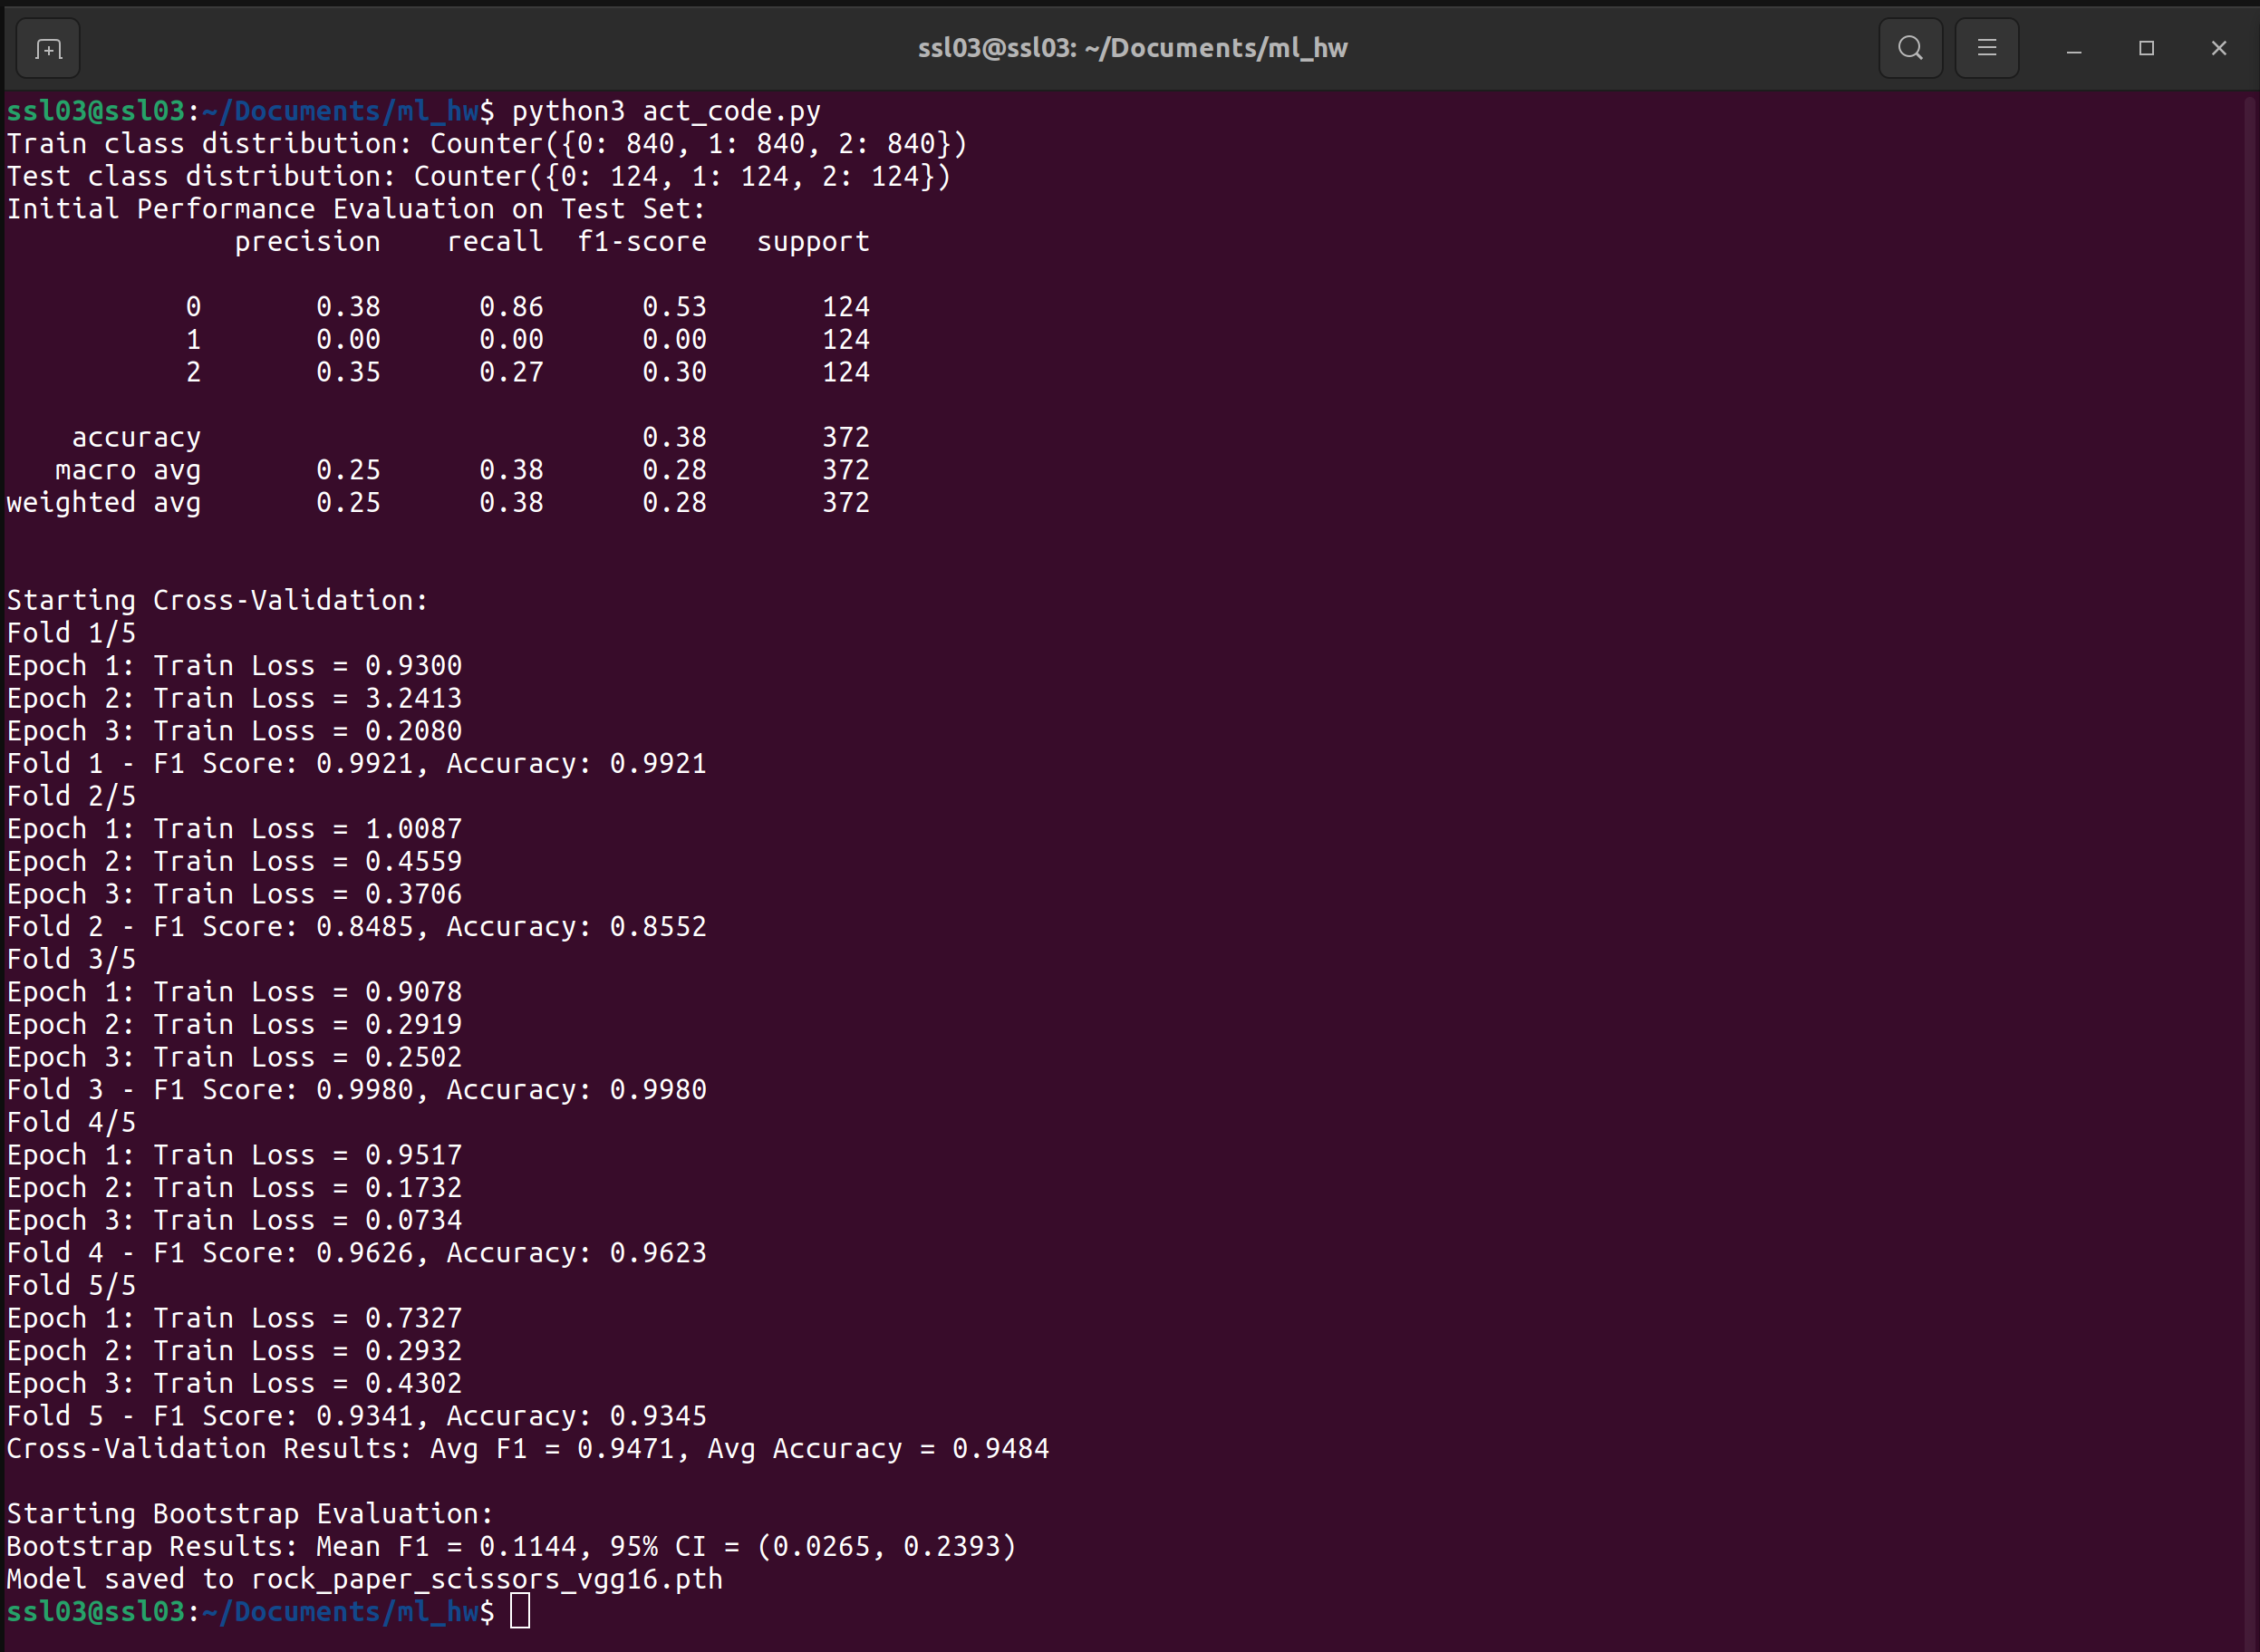 ssl03@ssl03: ~/Documents/ml_hw
ssl03@ssl03:~/Documents/ml_hw$ python3 act_code.py
Train class distribution: Counter({0: 840, 1: 840, 2: 840})
Test class distribution: Counter({0: 124, 1: 124, 2: 124})
Initial Performance Evaluation on Test Set:
              precision    recall  f1-score   support

           0       0.38      0.86      0.53       124
           1       0.00      0.00      0.00       124
           2       0.35      0.27      0.30       124

    accuracy                           0.38       372
   macro avg       0.25      0.38      0.28       372
weighted avg       0.25      0.38      0.28       372

Starting Cross-Validation:
Fold 1/5
Epoch 1: Train Loss = 0.9300
Epoch 2: Train Loss = 3.2413
Epoch 3: Train Loss = 0.2080
Fold 1 - F1 Score: 0.9921, Accuracy: 0.9921
Fold 2/5
Epoch 1: Train Loss = 1.0087
Epoch 2: Train Loss = 0.4559
Epoch 3: Train Loss = 0.3706
Fold 2 - F1 Score: 0.8485, Accuracy: 0.8552
Fold 3/5
Epoch 1: Train Loss = 0.9078
Epoch 2: Train Loss = 0.2919
Epoch 3: Train Loss = 0.2502
Fold 3 - F1 Score: 0.9980, Accuracy: 0.9980
Fold 4/5
Epoch 1: Train Loss = 0.9517
Epoch 2: Train Loss = 0.1732
Epoch 3: Train Loss = 0.0734
Fold 4 - F1 Score: 0.9626, Accuracy: 0.9623
Fold 5/5
Epoch 1: Train Loss = 0.7327
Epoch 2: Train Loss = 0.2932
Epoch 3: Train Loss = 0.4302
Fold 5 - F1 Score: 0.9341, Accuracy: 0.9345
Cross-Validation Results: Avg F1 = 0.9471, Avg Accuracy = 0.9484

Starting Bootstrap Evaluation:
Bootstrap Results: Mean F1 = 0.1144, 95% CI = (0.0265, 0.2393)
Model saved to rock_paper_scissors_vgg16.pth
ssl03@ssl03:~/Documents/ml_hw$